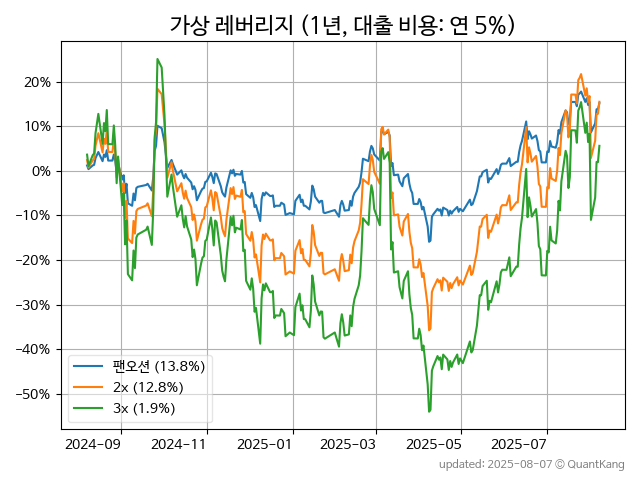 가상 레버리지 (1년, 대출 비용: 연 5%)
20%
10%
0%
−10%
−20%
−30%
−40%
−50%
팬오션 (13.8%)
2x (12.8%)
3x (1.9%)
2024-09
2024-11
2025-01
2025-03
2025-05
2025-07
updated: 2025-08-07 © QuantKang